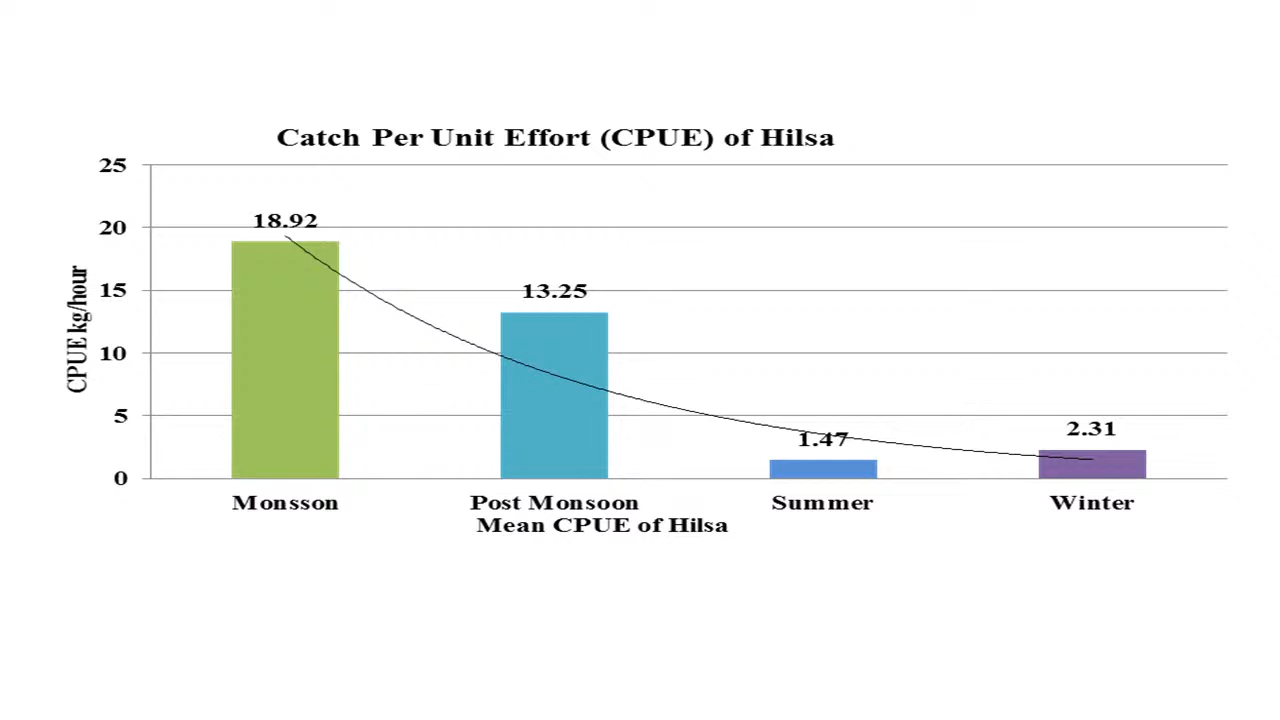 Catch Per Unit Effort (CPUE) of Hilsa
25
20
15
10
5
0
CPUE kg/hour
18.92
13.25
1.47
2.31
Monsson
Post Monsoon
Summer
Winter
Mean CPUE of Hilsa